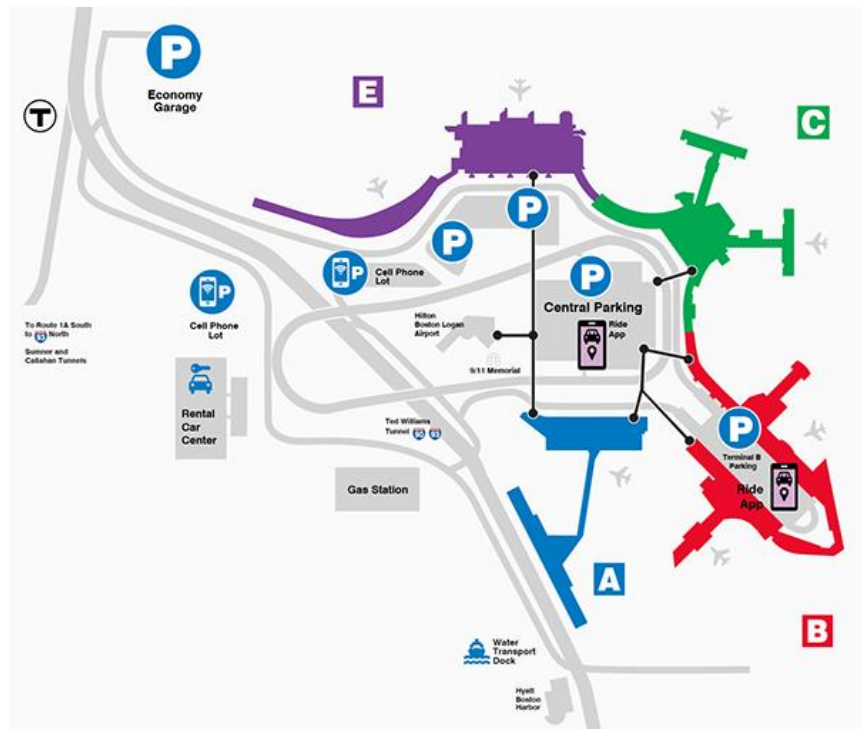 P
Economy
Garage
T
E
C
P
P
P
Cell Phone
Lot
P
Cell Phone
Lot
P
Central Parking
Ride
App
Hilton
Boston Logan
Airport
9/11 Memorial
To Route 1A South
to 93 North
Sumner and
Callahan Tunnels
Rental
Car
Center
Ted Williams
Tunnel 90 93
Gas Station
P
Terminal B
Parking
Ride
App
A
B
Water
Transport
Dock
Hyatt
Boston
Harbor